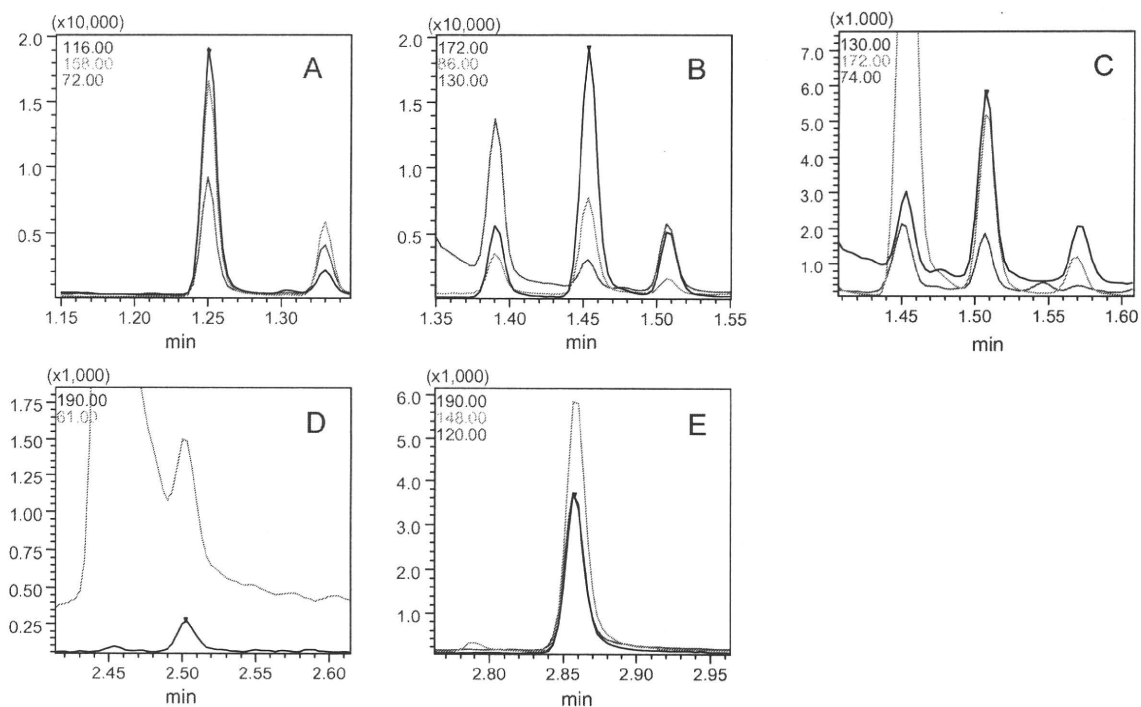 (x10,000)
116.00
158.00
72.00
A
2.0
1.5
1.0
0.5
1.15 1.20 1.25 1.30
min
(x10,000)
172.00
86.00
130.00
B
2.0
1.5
1.0
0.5
1.35 1.40 1.45 1.50 1.55
min
(x1,000)
130.00
172.00
74.00
C
7.0
6.0
5.0
4.0
3.0
2.0
1.0
1.45 1.50 1.55 1.60
min
(x1,000)
190.00
61.00
D
1.75
1.50
1.25
1.00
0.75
0.50
0.25
2.45 2.50 2.55 2.60
min
(x1,000)
190.00
148.00
120.00
E
6.0
5.0
4.0
3.0
2.0
1.0
2.80 2.85 2.90 2.95
min